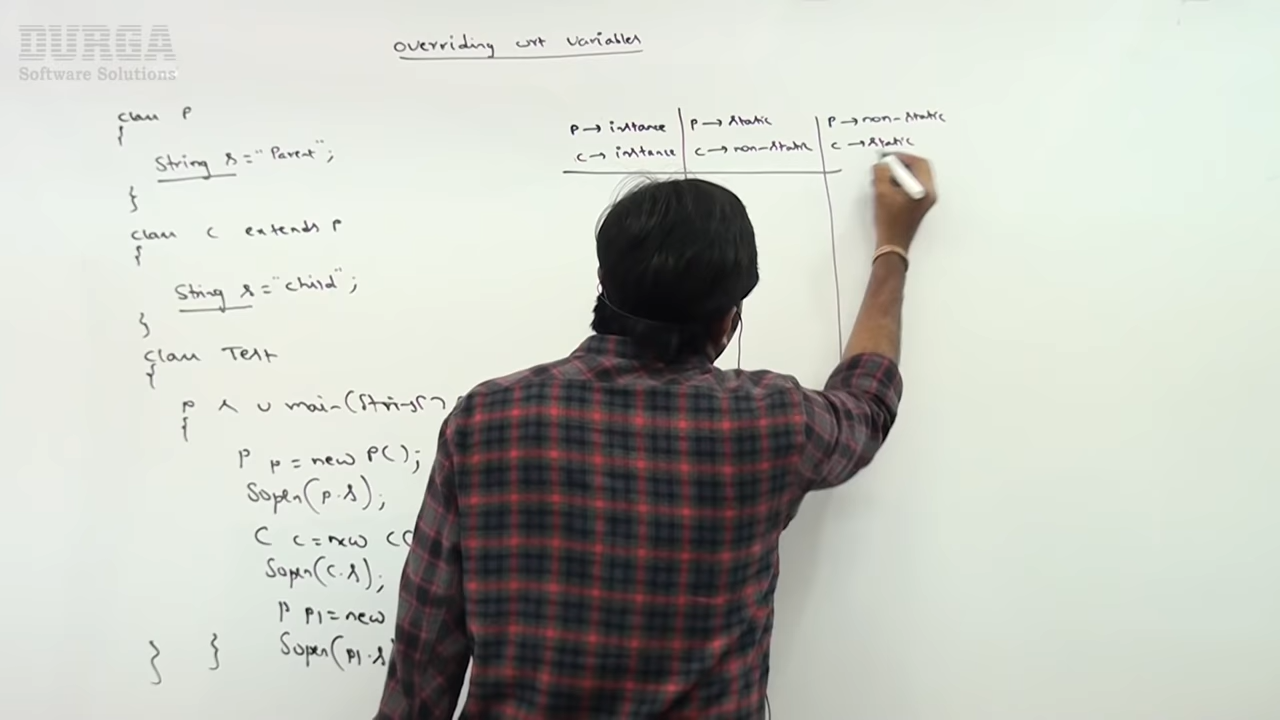 DURGA
Software Solutions
Overriding wrt variables
class P
{
String s = "Parent";
}
class C extends P
{
String s = "child";
}
class Test
{
p s v main(String[]
{
P p = new P();
Sopln(p.s);
C c = new C(
Sopln(c.s);
P p1 = new
Sopln(p1.s
} }
P → instance
C → instance
P → static
C → non-static
P → non-static
C → static